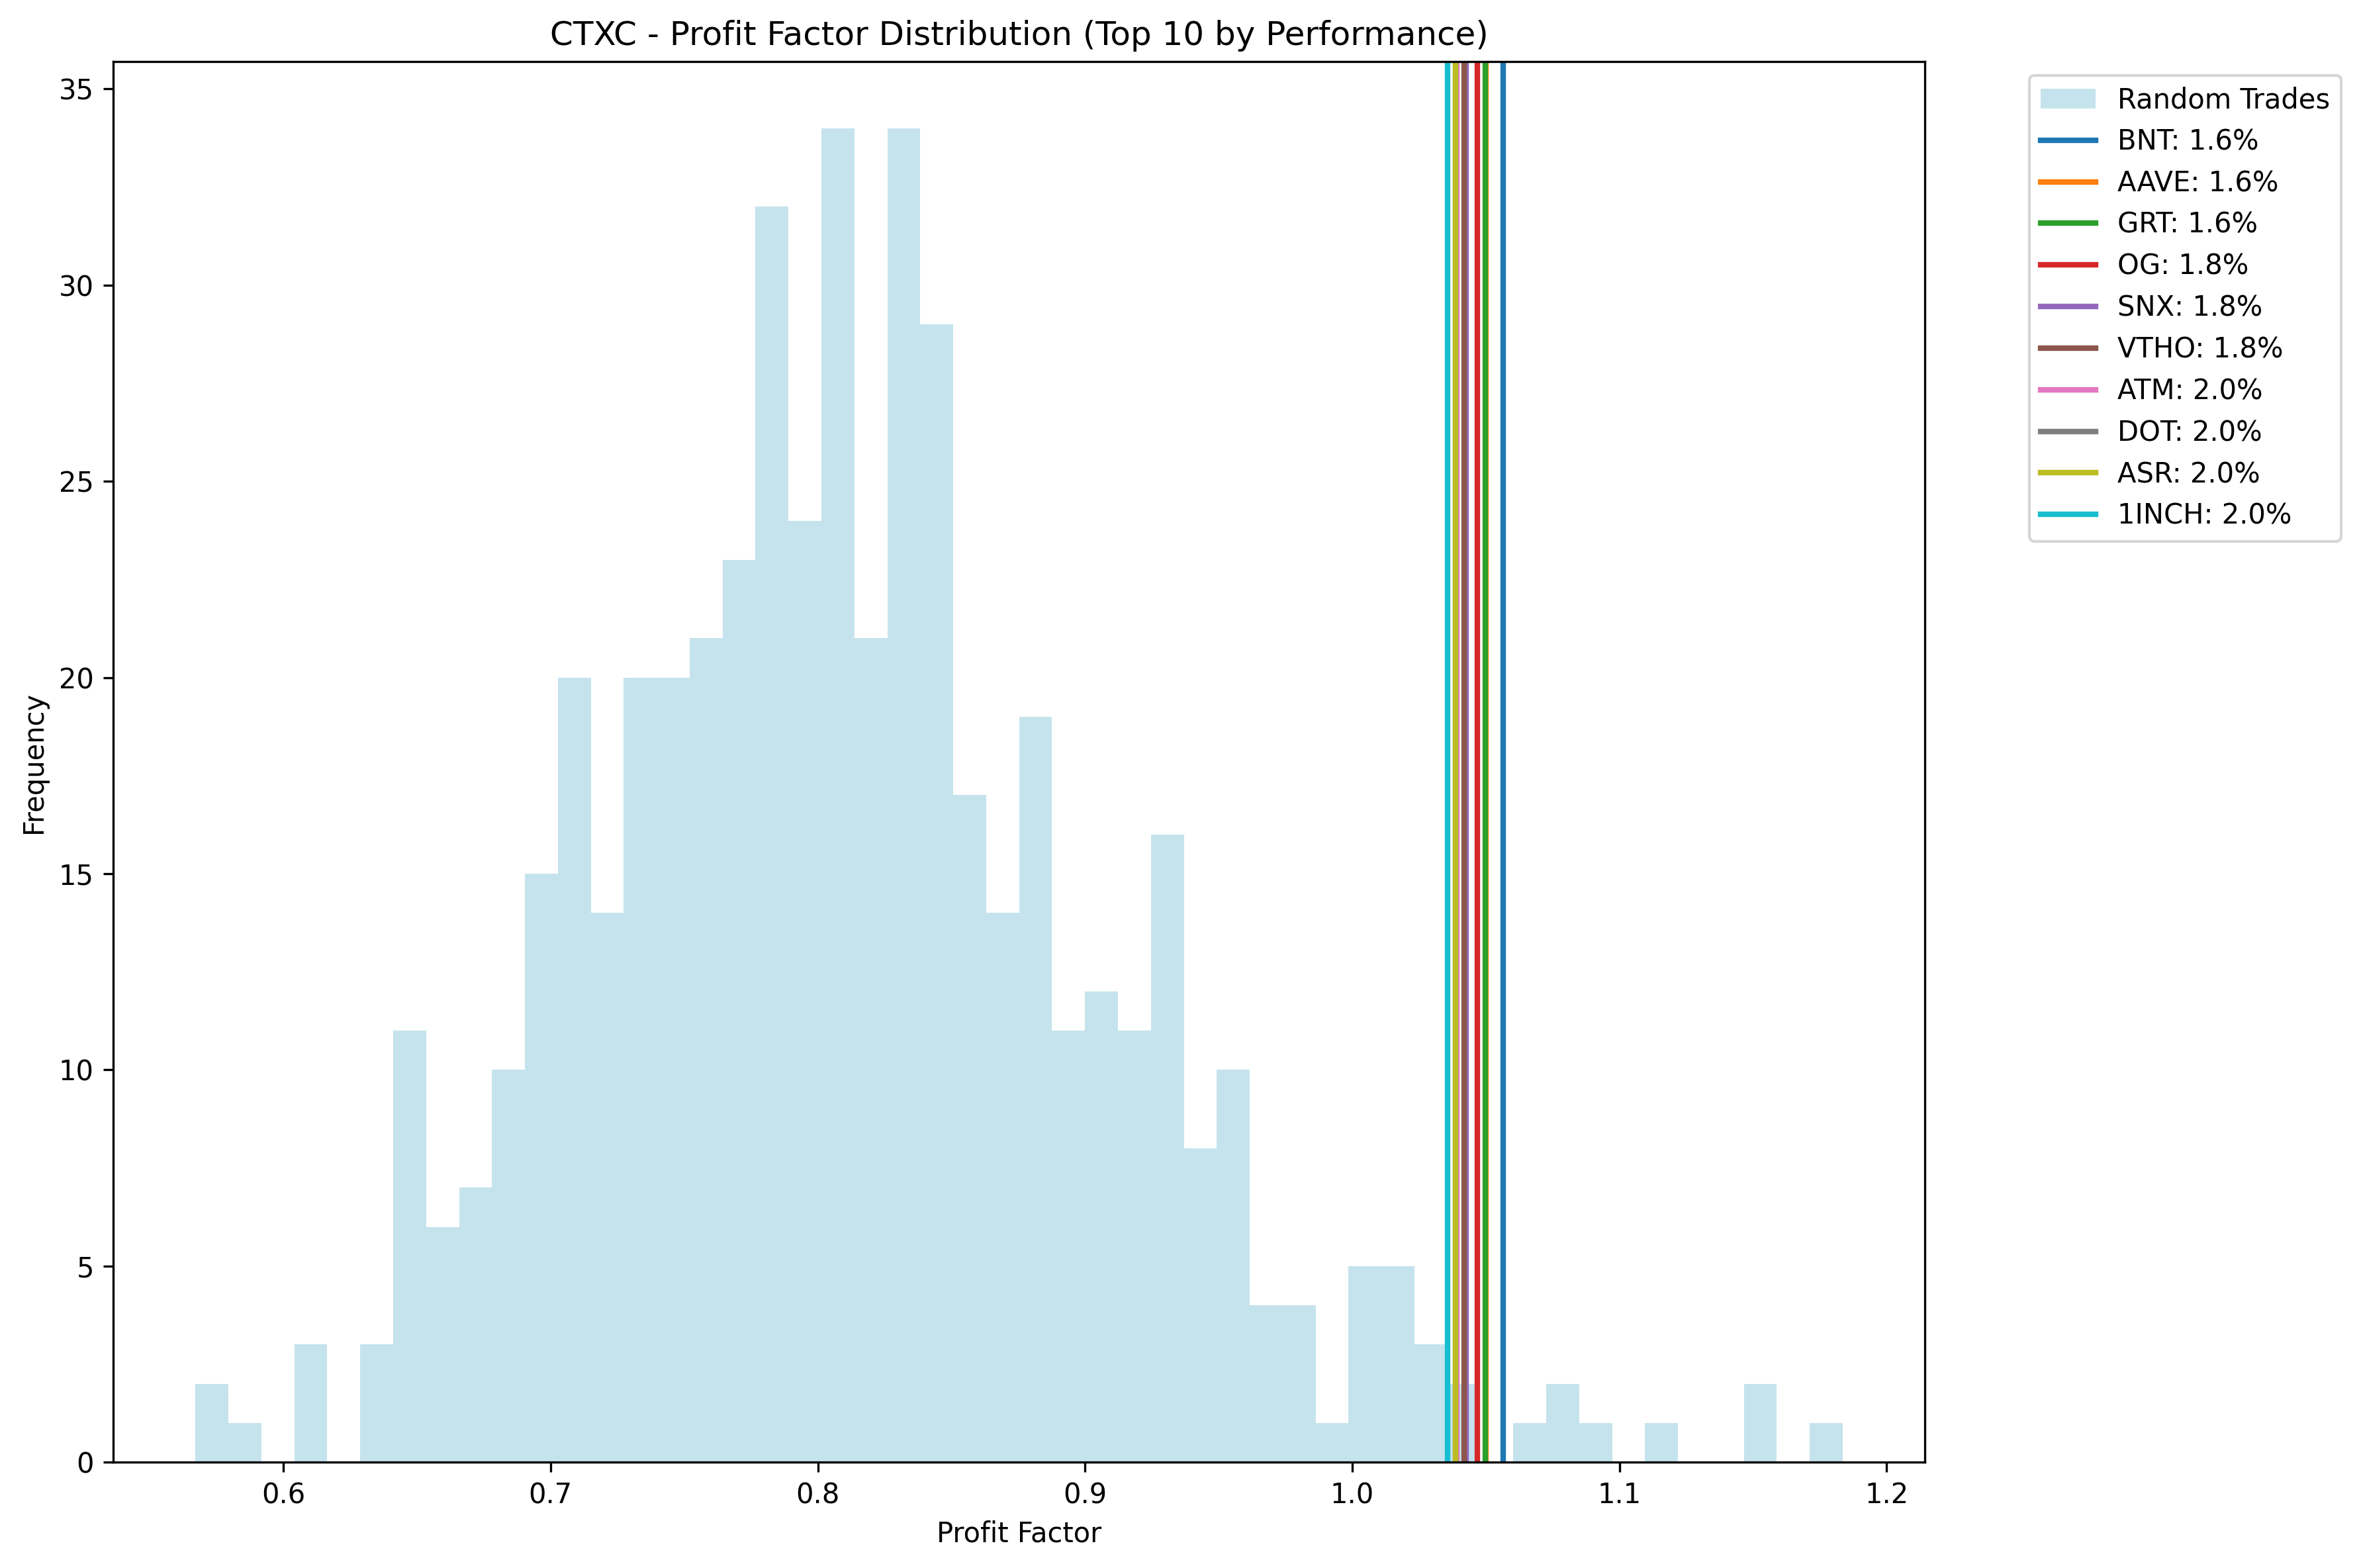 CTXC - Profit Factor Distribution (Top 10 by Performance)
35
30
25
20
15
10
5
0
Frequency
0.6 0.7 0.8 0.9 1.0 1.1 1.2
Profit Factor
Random Trades
BNT: 1.6%
AAVE: 1.6%
GRT: 1.6%
OG: 1.8%
SNX: 1.8%
VTHO: 1.8%
ATM: 2.0%
DOT: 2.0%
ASR: 2.0%
1INCH: 2.0%